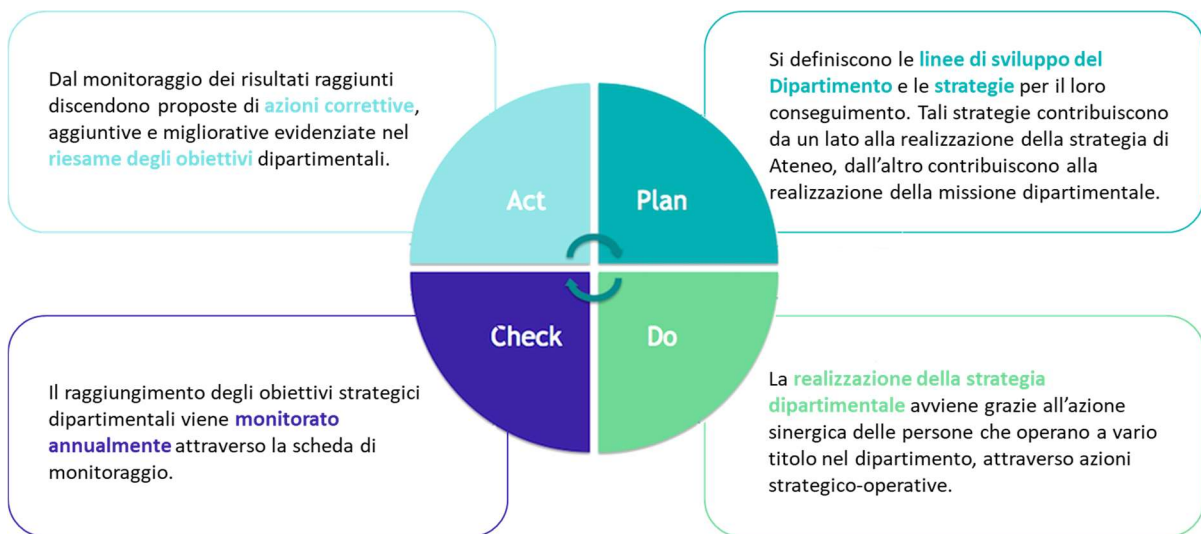 Dal monitoraggio dei risultati raggiunti
discendono proposte di azioni correttive,
aggiuntive e migliorative evidenziate nel
riesame degli obiettivi dipartimentali.
Act
Plan
Si definiscono le linee di sviluppo del
Dipartimento e le strategie per il loro
conseguimento. Tali strategie contribuiscono
da un lato alla realizzazione della strategia di
Ateneo, dall’altro contribuiscono alla
realizzazione della missione dipartimentale.
Check
Do
Il raggiungimento degli obiettivi strategici
dipartimentali viene monitorato
annualmente attraverso la scheda di
monitoraggio.
La realizzazione della strategia
dipartimentale avviene grazie all’azione
sinergica delle persone che operano a vario
titolo nel dipartimento, attraverso azioni
strategico-operative.